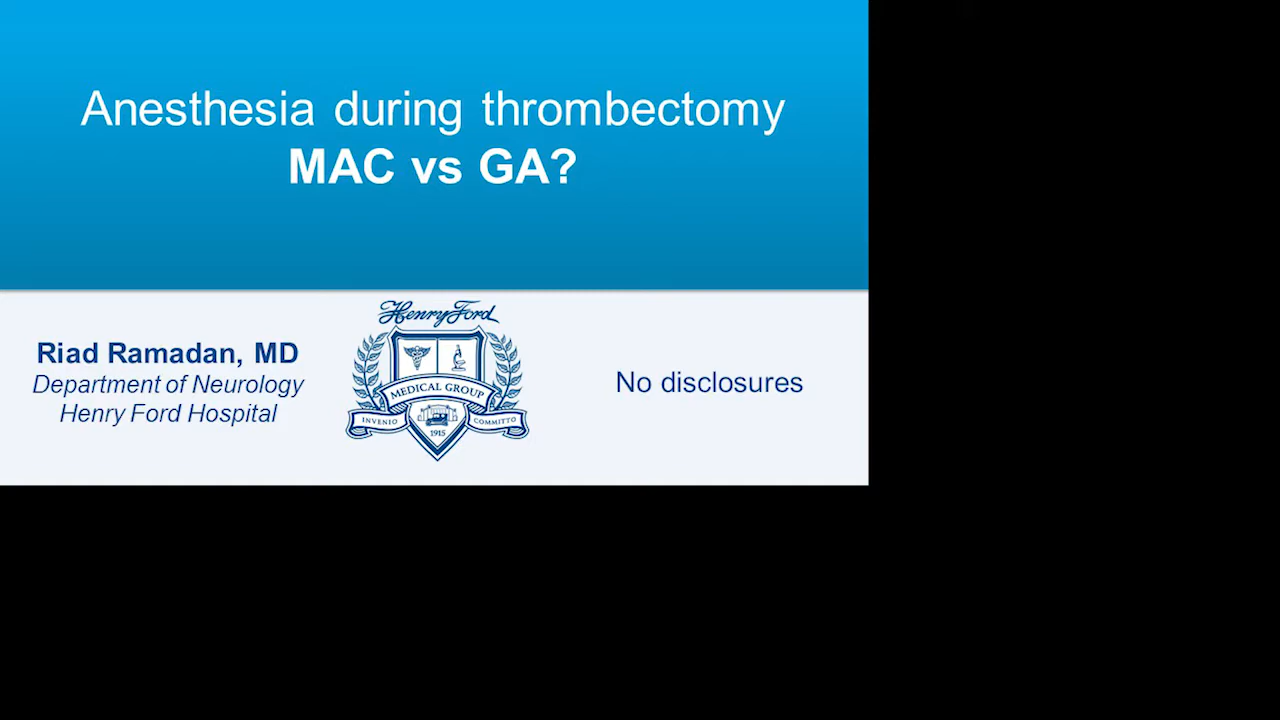 Anesthesia during thrombectomy
MAC vs GA?
Riad Ramadan, MD
Department of Neurology
Henry Ford Hospital
Henry Ford
MEDICAL GROUP
INVENIO
COMMITTO
1915
No disclosures